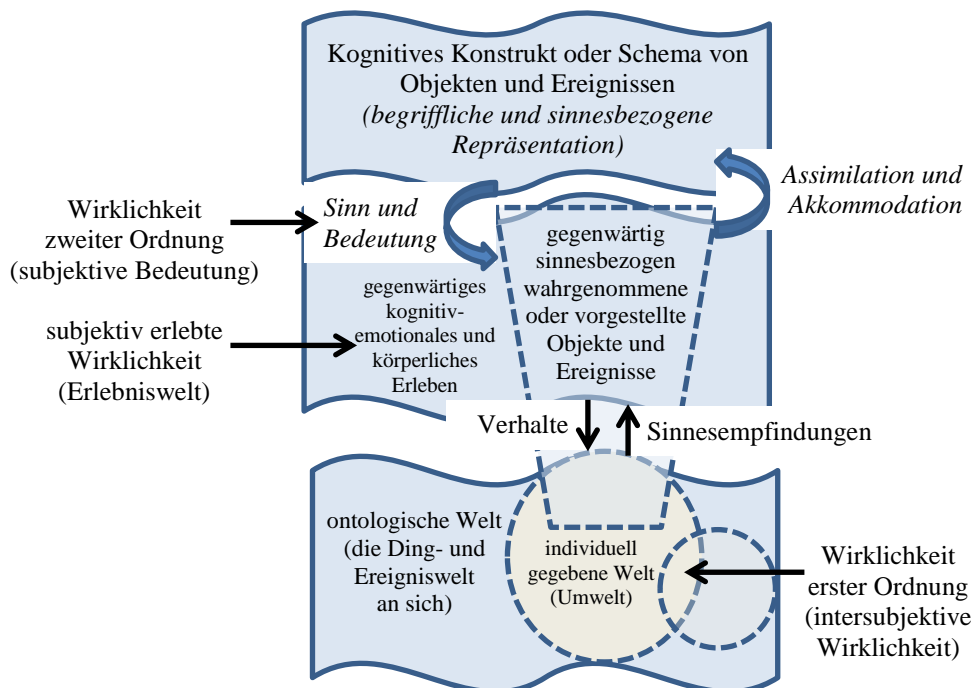 Kognitives Konstrukt oder Schema von
Objekten und Ereignissen
(begriffliche und sinnesbezogene
Repräsentation)
Assimilation und
Akkommodation
Wirklichkeit
zweiter Ordnung
(subjektive Bedeutung)
Sinn und
Bedeutung
gegenwärtig
sinnesbezogen
wahrgenommene
oder vorgestellte
Objekte und
Ereignisse
gegenwärtiges
kognitiv-
emotionales und
körperliches
Erleben
subjektiv erlebte
Wirklichkeit
(Erlebniswelt)
Verhalte
Sinnesempfindungen
ontologische Welt
(die Ding- und
Ereigniswelt
an sich)
individuell
gegebene Welt
(Umwelt)
Wirklichkeit
erster Ordnung
(intersubjektive
Wirklichkeit)